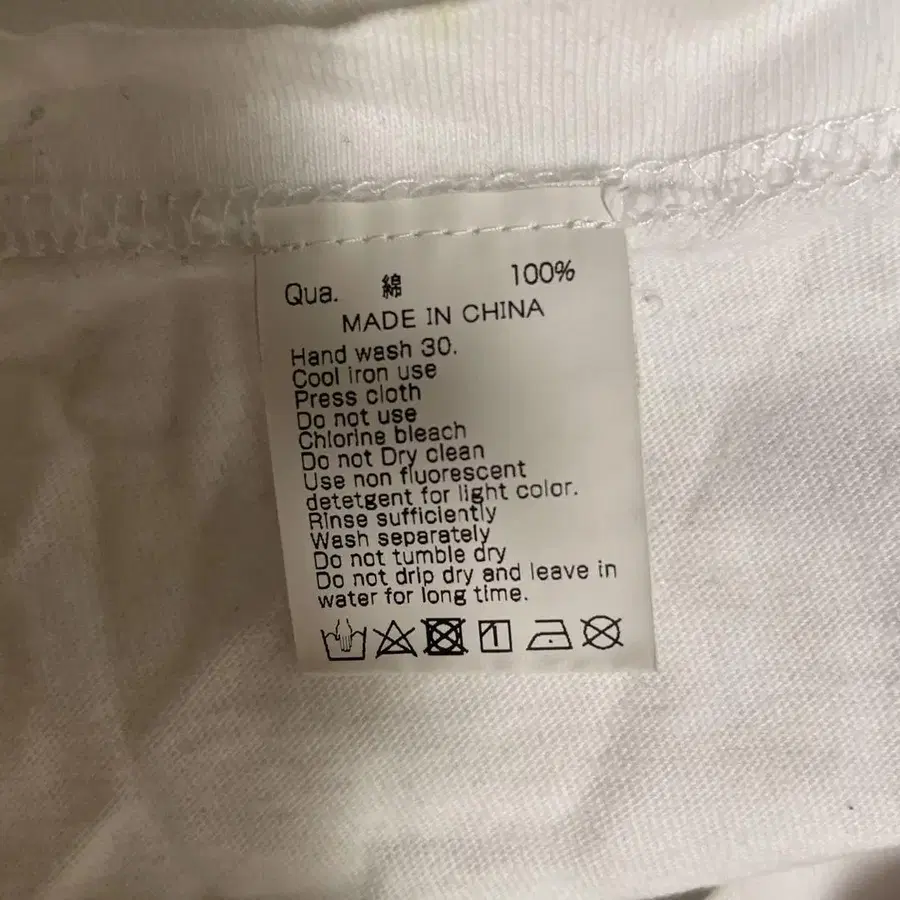 Qua. 綿 100%
MADE IN CHINA
Hand wash 30.
Cool iron use
Press cloth
Do not use
Chlorine bleach
Do not Dry clean
Use non fluorescent
detetgent for light color.
Rinse sufficiently
Wash separately
Do not tumble dry
Do not drip dry and leave in
water for long time.